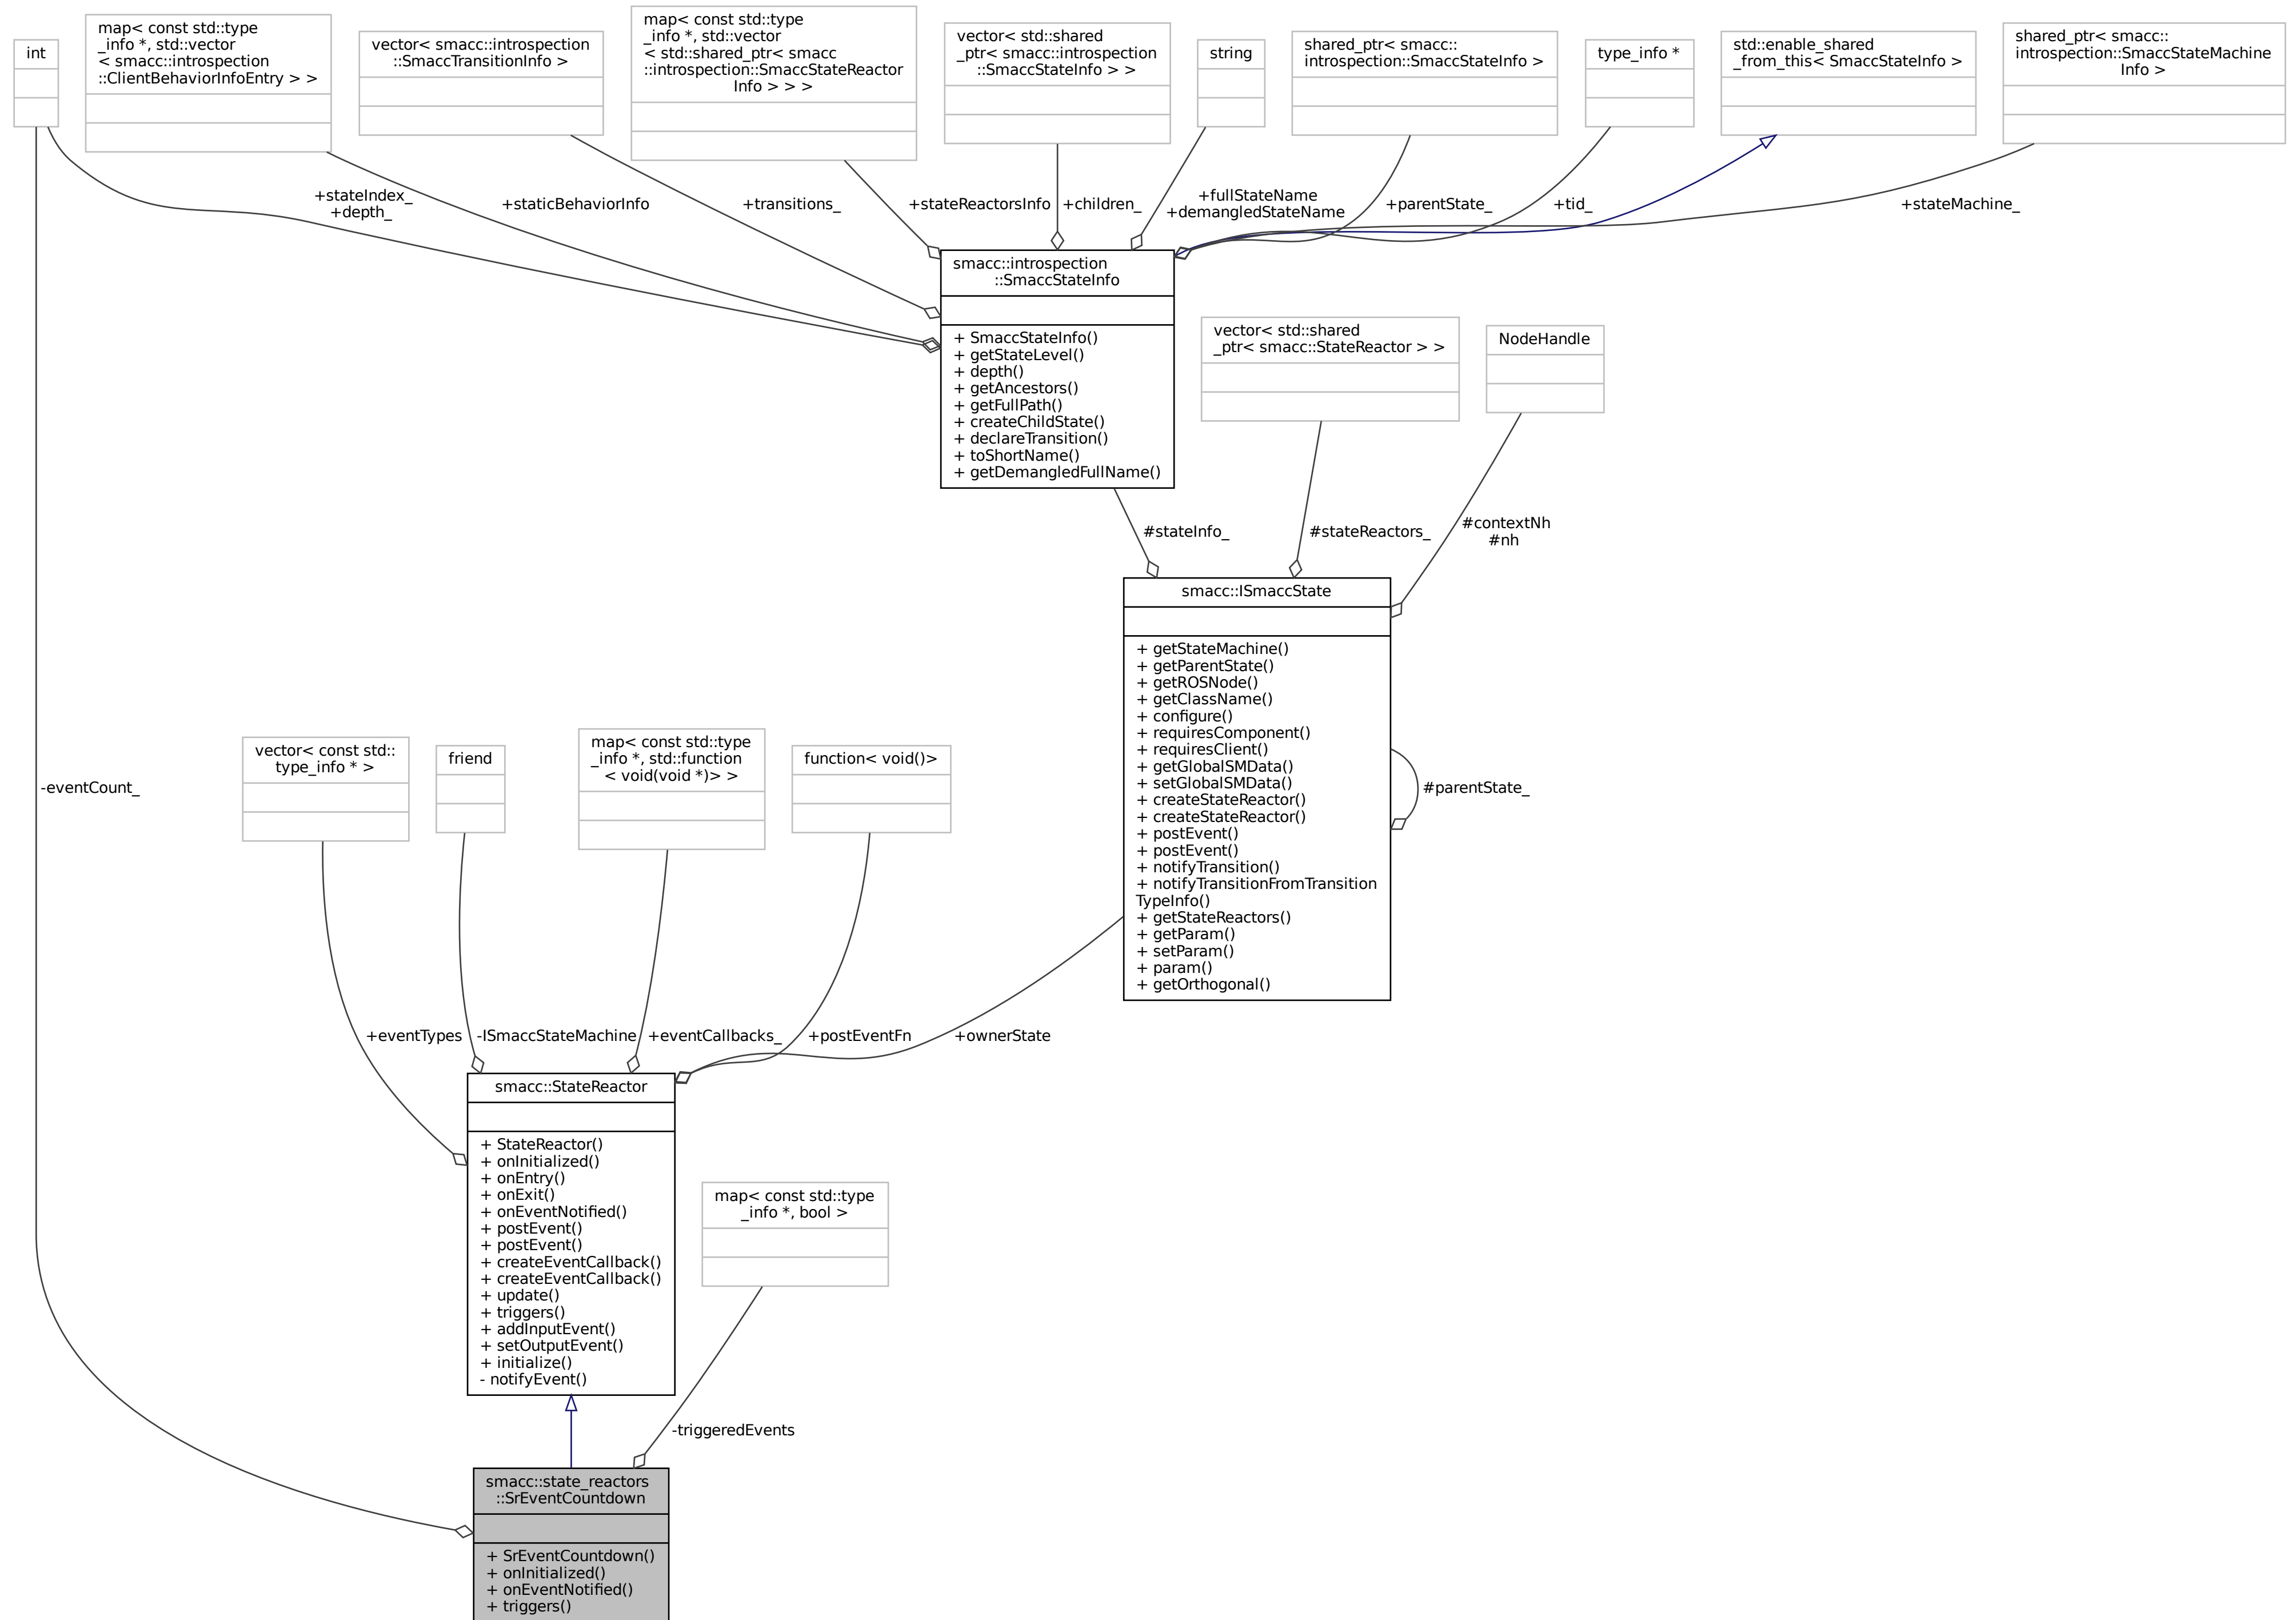 int
map< const std::type
_info *, std::vector
< smacc::introspection
::ClientBehaviorInfoEntry > >
vector< smacc::introspection
::SmaccTransitionInfo >
map< const std::type
_info *, std::vector
< std::shared_ptr< smacc
::introspection::SmaccStateReactor
Info > > >
vector< std::shared
_ptr< smacc::introspection
::SmaccStateInfo > >
string
shared_ptr< smacc::
introspection::SmaccStateInfo >
type_info *
std::enable_shared
_from_this< SmaccStateInfo >
shared_ptr< smacc::
introspection::SmaccStateMachine
Info >
+stateIndex_
+depth_
+staticBehaviorInfo
+transitions_
+stateReactorsInfo
+children_
+fullStateName
+demangledStateName
+parentState_
+tid_
+stateMachine_
smacc::introspection
::SmaccStateInfo
+ SmaccStateInfo()
+ getStateLevel()
+ depth()
+ getAncestors()
+ getFullPath()
+ createChildState()
+ declareTransition()
+ toShortName()
+ getDemangledFullName()
vector< std::shared
_ptr< smacc::StateReactor > >
NodeHandle
#stateInfo_
#stateReactors_
#contextNh
#nh
smacc::ISmaccState
+ getStateMachine()
+ getParentState()
+ getROSNode()
+ getClassName()
+ configure()
+ requiresComponent()
+ requiresClient()
+ getGlobalSMData()
+ setGlobalSMData()
+ createStateReactor()
+ createStateReactor()
+ postEvent()
+ postEvent()
+ notifyTransition()
+ notifyTransitionFromTransition
TypeInfo()
+ getStateReactors()
+ getParam()
+ setParam()
+ param()
+ getOrthogonal()
#parentState_
-eventCount_
vector< const std::
type_info * >
friend
map< const std::type
_info *, std::function
< void(void *)> >
function< void()>
+eventTypes
-ISmaccStateMachine
+eventCallbacks_
+postEventFn
+ownerState
smacc::StateReactor
+ StateReactor()
+ onInitialized()
+ onEntry()
+ onExit()
+ onEventNotified()
+ postEvent()
+ postEvent()
+ createEventCallback()
+ createEventCallback()
+ update()
+ triggers()
+ addInputEvent()
+ setOutputEvent()
+ initialize()
- notifyEvent()
map< const std::type
_info *, bool >
-triggeredEvents
smacc::state_reactors
::SrEventCountdown
+ SrEventCountdown()
+ onInitialized()
+ onEventNotified()
+ triggers()